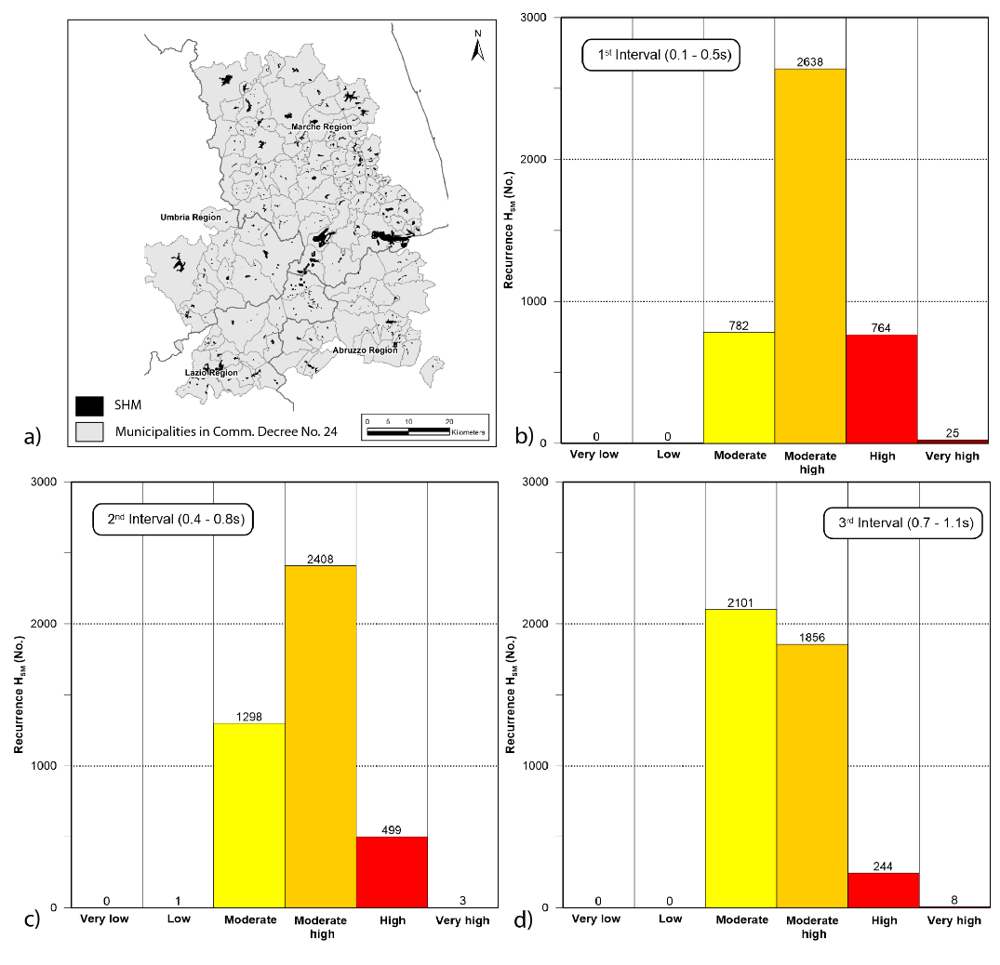 N
Marche Region
Umbria Region
Abruzzo Region
Lazio Region
SHM
Municipalities in Comm. Decree No. 24
0 5 10 20
Kilometers
a)
3000
1st Interval (0.1 - 0.5s)
2638
2000
Recurrence HSM (No.)
1000
782
764
0
0
0
25
Very low Low Moderate Moderate high High Very high
b)
3000
2nd Interval (0.4 - 0.8s)
2408
2000
Recurrence HSM (No.)
1298
1000
499
0
0
1
3
Very low Low Moderate Moderate high High Very high
c)
3000
3rd Interval (0.7 - 1.1s)
2101
2000
1856
Recurrence HSM (No.)
1000
244
0
0
0
8
Very low Low Moderate Moderate high High Very high
d)